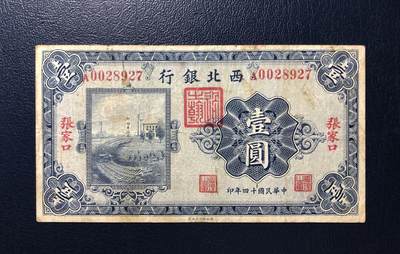 A0028927 行銀北西 A0028927
壹 壹
張家口 壹圓 張家口
印年四十國民華中
壹 壹